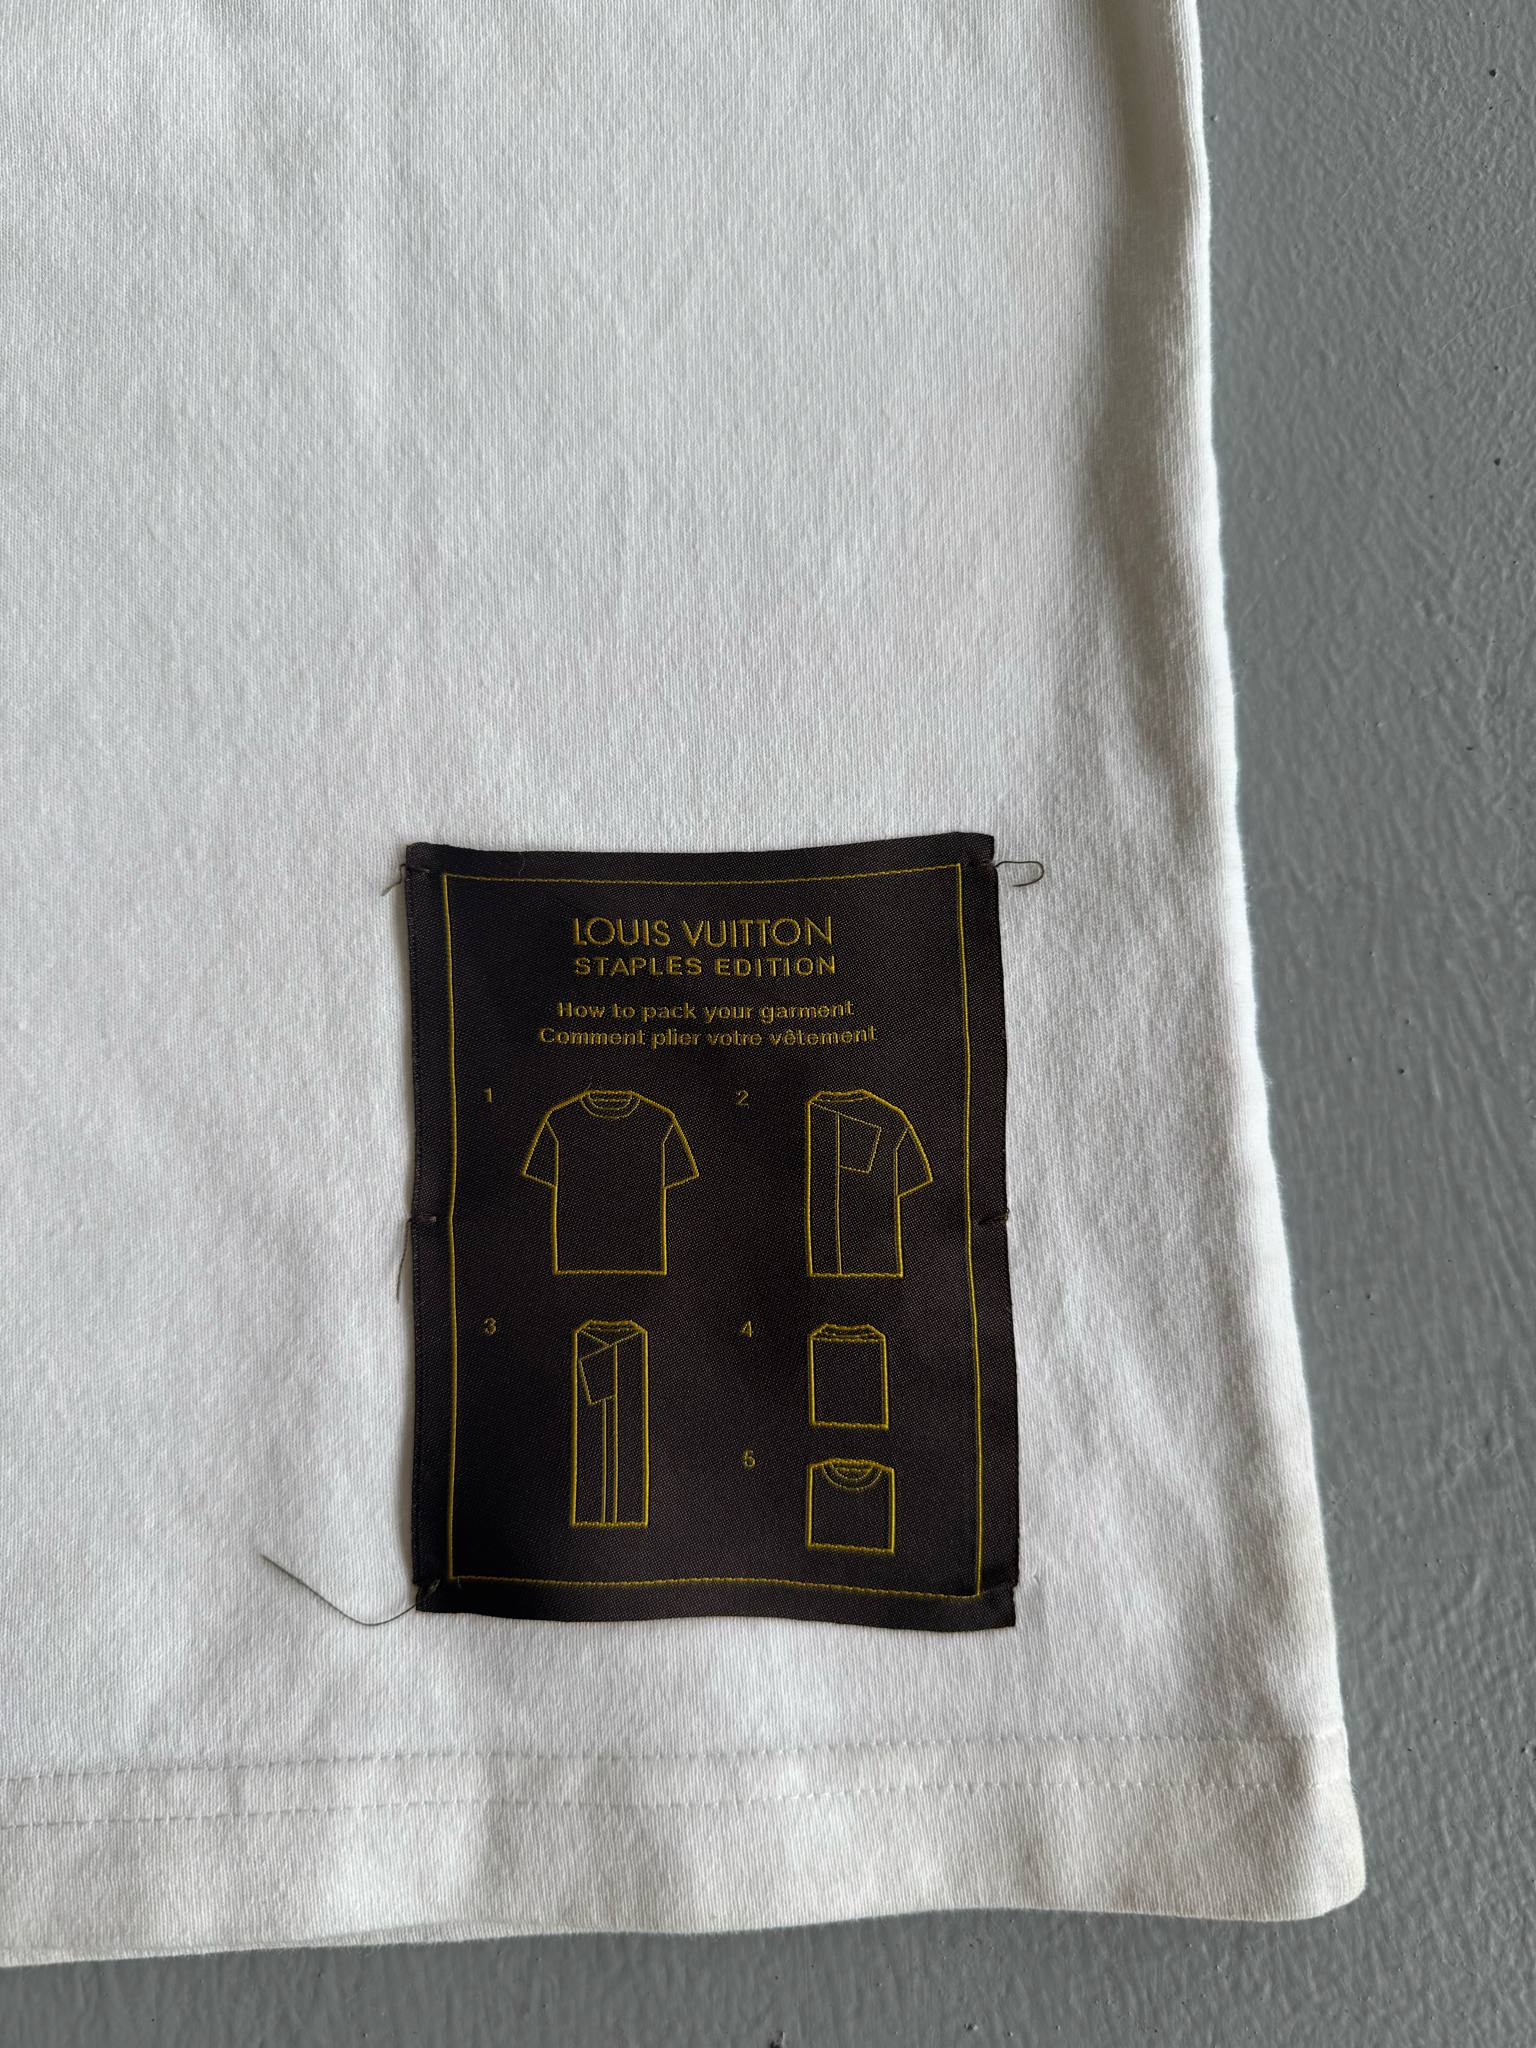 LOUIS VUITTON
STAPLES EDITION
How to pack your garment
Comment plier votre vêtement
1
2
3
4
5